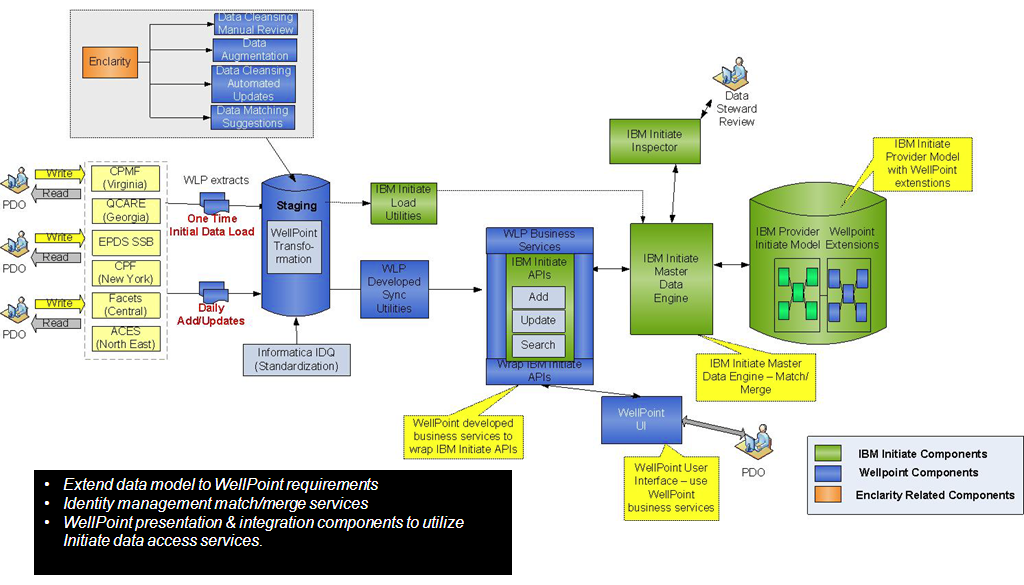 Data Cleansing
Manual Review
Data
Augmentation
Enclarity
Data Cleansing
Automated
Updates
Data Matching
Suggestions
Data
Steward
Review
IBM Initiate
Inspector
IBM Initiate
Provider Model
with WellPoint
extenstions
Write
Read
PDO
Write
Read
PDO
Write
Read
PDO
CPMF
(Virginia)
QCARE
(Georgia)
EPDS SSB
CPF
(New York)
Facets
(Central)
ACES
(North East)
WLP extracts
One Time
Initial Data Load
Daily
Add/Updates
Staging
WellPoint
Transfo-
rmation
Informatica IDQ
(Standardization)
IBM Initiate
Load
Utilities
WLP
Developed
Sync
Utilities
WLP Business
Services
IBM Initiate
APIs
Add
Update
Search
Wrap IBM Initiate
APIs
IBM Initiate
Master
Data
Engine
IBM Provider
Initiate Model
Wellpoint
Extensions
IBM Initiate Master
Data Engine – Match/
Merge
WellPoint developed
business services to
wrap IBM Initiate APIs
WellPoint
UI
PDO
WellPoint User
Interface – use
WellPoint
business services
IBM Initiate Components
Wellpoint Components
Enclarity Related Components
• Extend data model to WellPoint requirements
• Identity management match/merge services
• WellPoint presentation & integration components to utilize
Initiate data access services.